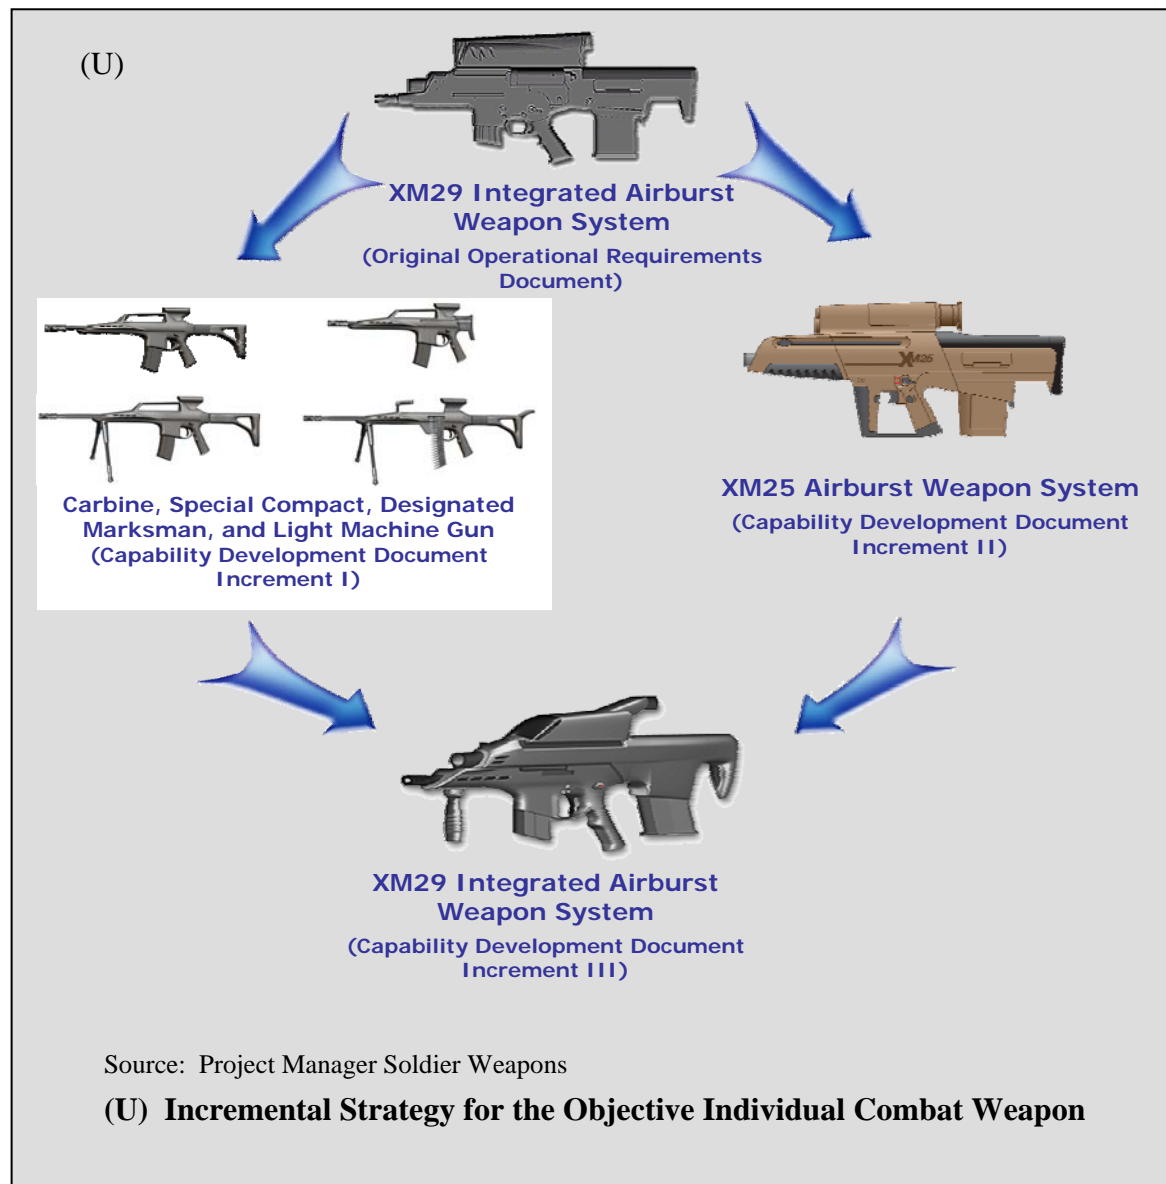 (U)
XM29 Integrated Airburst
Weapon System
(Original Operational Requirements
Document)
XM25
Carbine, Special Compact, Designated
Marksman, and Light Machine Gun
(Capability Development Document
Increment I)
XM25 Airburst Weapon System
(Capability Development Document
Increment II)
XM29 Integrated Airburst
Weapon System
(Capability Development Document
Increment III)
Source: Project Manager Soldier Weapons
(U) Incremental Strategy for the Objective Individual Combat Weapon